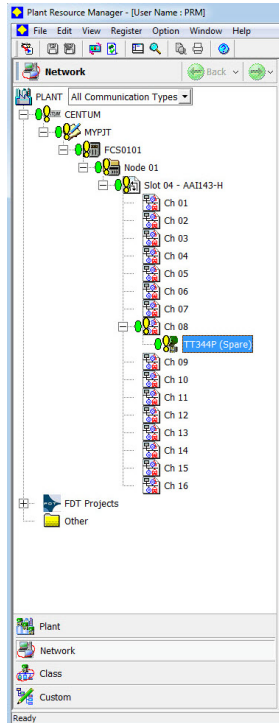 Plant Resource Manager - [User Name : PRM]
File Edit View Register Option Window Help
Network Back
PLANT All Communication Types
CENTUM
MYPJT
FCS0101
Node 01
Slot 04 - AAI143-H
Ch 01
Ch 02
Ch 03
Ch 04
Ch 05
Ch 06
Ch 07
Ch 08
TT344P (Spare)
Ch 09
Ch 10
Ch 11
Ch 12
Ch 13
Ch 14
Ch 15
Ch 16
FDT Projects
Other
Plant
Network
Class
Custom
Ready